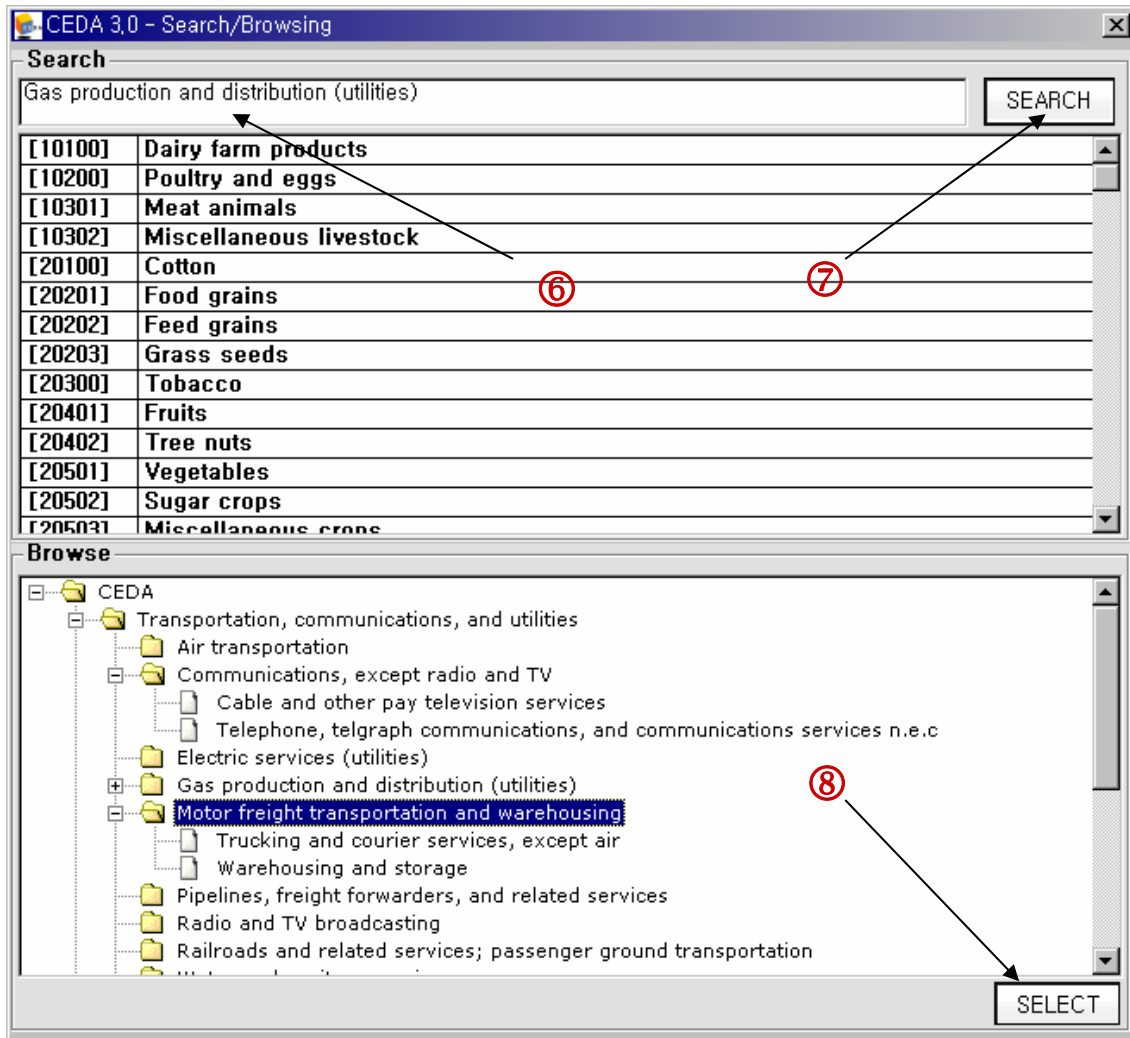 CEDA 3,0 - Search/Browsing
Search
Gas production and distribution (utilities)
SEARCH
[10100] Dairy farm products
[10200] Poultry and eggs
[10301] Meat animals
[10302] Miscellaneous livestock
[20100] Cotton
⑥
⑦
[20201] Food grains
[20202] Feed grains
[20203] Grass seeds
[20300] Tobacco
[20401] Fruits
[20402] Tree nuts
[20501] Vegetables
[20502] Sugar crops
[20503] Miscellaneous crops
Browse
CEDA
Transportation, communications, and utilities
Air transportation
Communications, except radio and TV
Cable and other pay television services
Telephone, telgraph communications, and communications services n.e.c
Electric services (utilities)
Gas production and distribution (utilities)
⑧
Motor freight transportation and warehousing
Trucking and courier services, except air
Warehousing and storage
Pipelines, freight forwarders, and related services
Radio and TV broadcasting
Railroads and related services; passenger ground transportation
SELECT